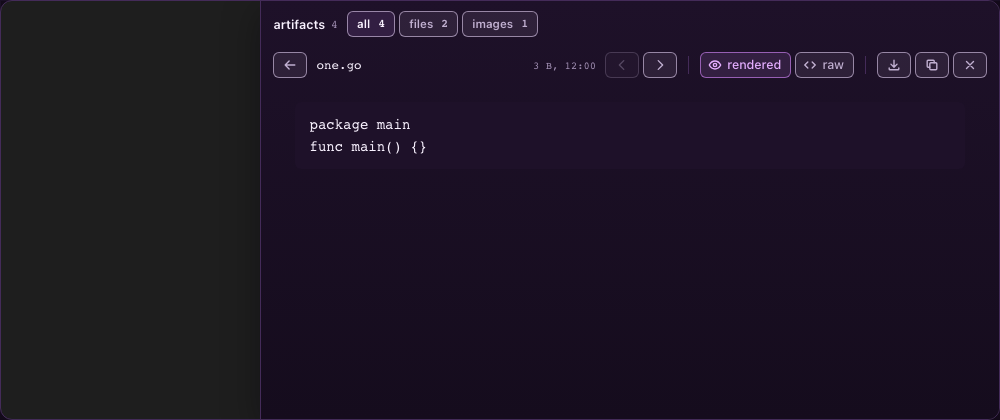 artifacts 4 all 4 files 2 images 1
one.go 3 B, 12:00 rendered raw
package main
func main() {}